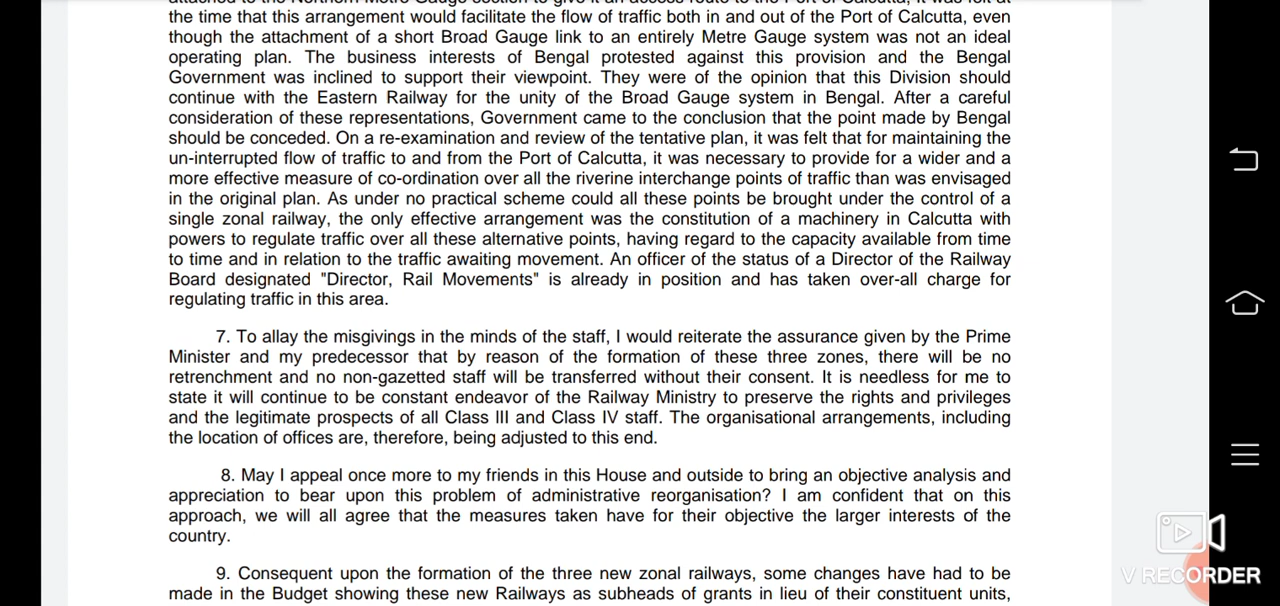 attached to the Northern Metre Gauge section to give it an access route to the Port of Calcutta, it was felt at
the time that this arrangement would facilitate the flow of traffic both in and out of the Port of Calcutta, even
though the attachment of a short Broad Gauge link to an entirely Metre Gauge system was not an ideal
operating plan. The business interests of Bengal protested against this provision and the Bengal
Government was inclined to support their viewpoint. They were of the opinion that this Division should
continue with the Eastern Railway for the unity of the Broad Gauge system in Bengal. After a careful
consideration of these representations, Government came to the conclusion that the point made by Bengal
should be conceded. On a re-examination and review of the tentative plan, it was felt that for maintaining the
un-interrupted flow of traffic to and from the Port of Calcutta, it was necessary to provide for a wider and a
more effective measure of co-ordination over all the riverine interchange points of traffic than was envisaged
in the original plan. As under no practical scheme could all these points be brought under the control of a
single zonal railway, the only effective arrangement was the constitution of a machinery in Calcutta with
powers to regulate traffic over all these alternative points, having regard to the capacity available from time
to time and in relation to the traffic awaiting movement. An officer of the status of a Director of the Railway
Board designated "Director, Rail Movements" is already in position and has taken over-all charge for
regulating traffic in this area.
7. To allay the misgivings in the minds of the staff, I would reiterate the assurance given by the Prime
Minister and my predecessor that by reason of the formation of these three zones, there will be no
retrenchment and no non-gazetted staff will be transferred without their consent. It is needless for me to
state it will continue to be constant endeavor of the Railway Ministry to preserve the rights and privileges
and the legitimate prospects of all Class III and Class IV staff. The organisational arrangements, including
the location of offices are, therefore, being adjusted to this end.
8. May I appeal once more to my friends in this House and outside to bring an objective analysis and
appreciation to bear upon this problem of administrative reorganisation? I am confident that on this
approach, we will all agree that the measures taken have for their objective the larger interests of the
country.
9. Consequent upon the formation of the three new zonal railways, some changes have had to be
made in the Budget showing these new Railways as subheads of grants in lieu of their constituent units,
V RECORDER